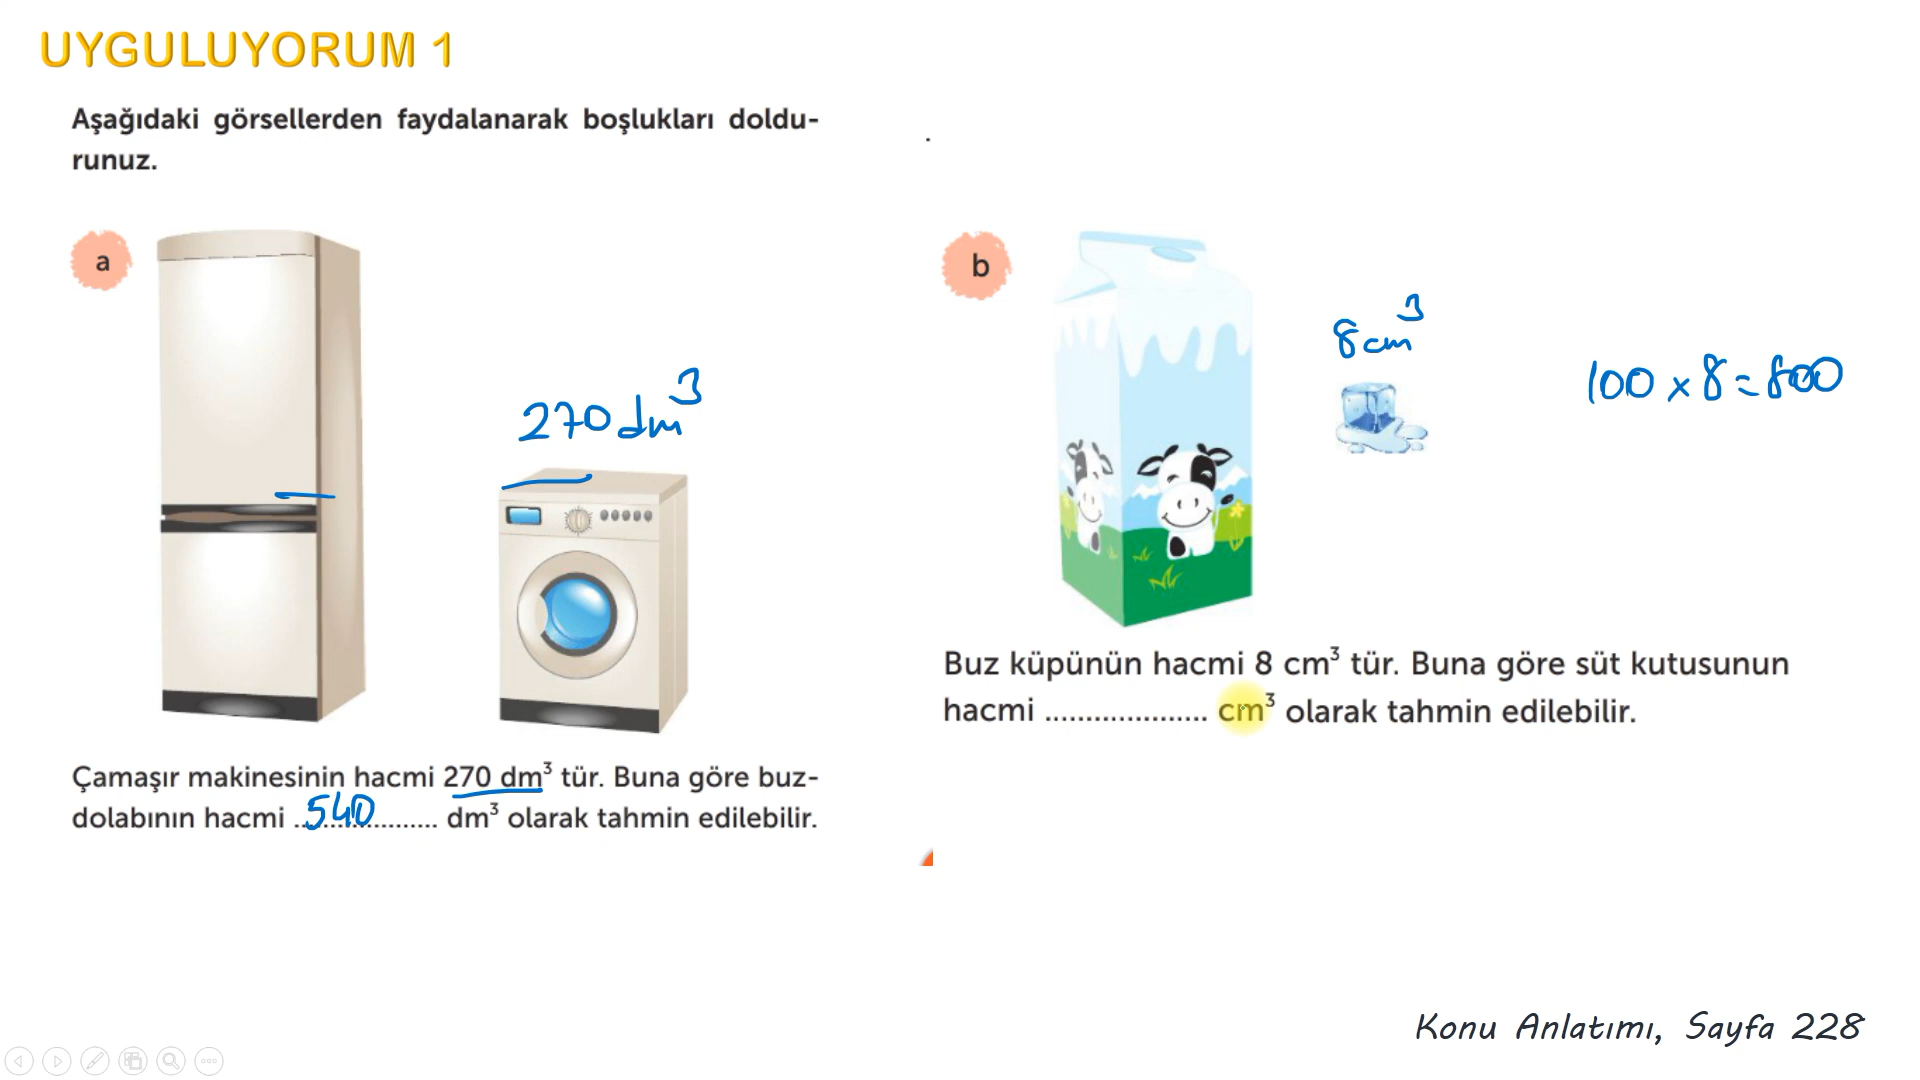 UYGULUYORUM 1
Aşağıdaki görsellerden faydalanarak boşlukları doldu-
runuz.
a
270 dm³
Çamaşır makinesinin hacmi 270 dm³ tür. Buna göre buz-
dolabının hacmi ..540.............. dm³ olarak tahmin edilebilir.
b
8 cm³
100 x 8 = 800
Buz küpünün hacmi 8 cm³ tür. Buna göre süt kutusunun
hacmi .................... cm³ olarak tahmin edilebilir.
Konu Anlatımı, Sayfa 228